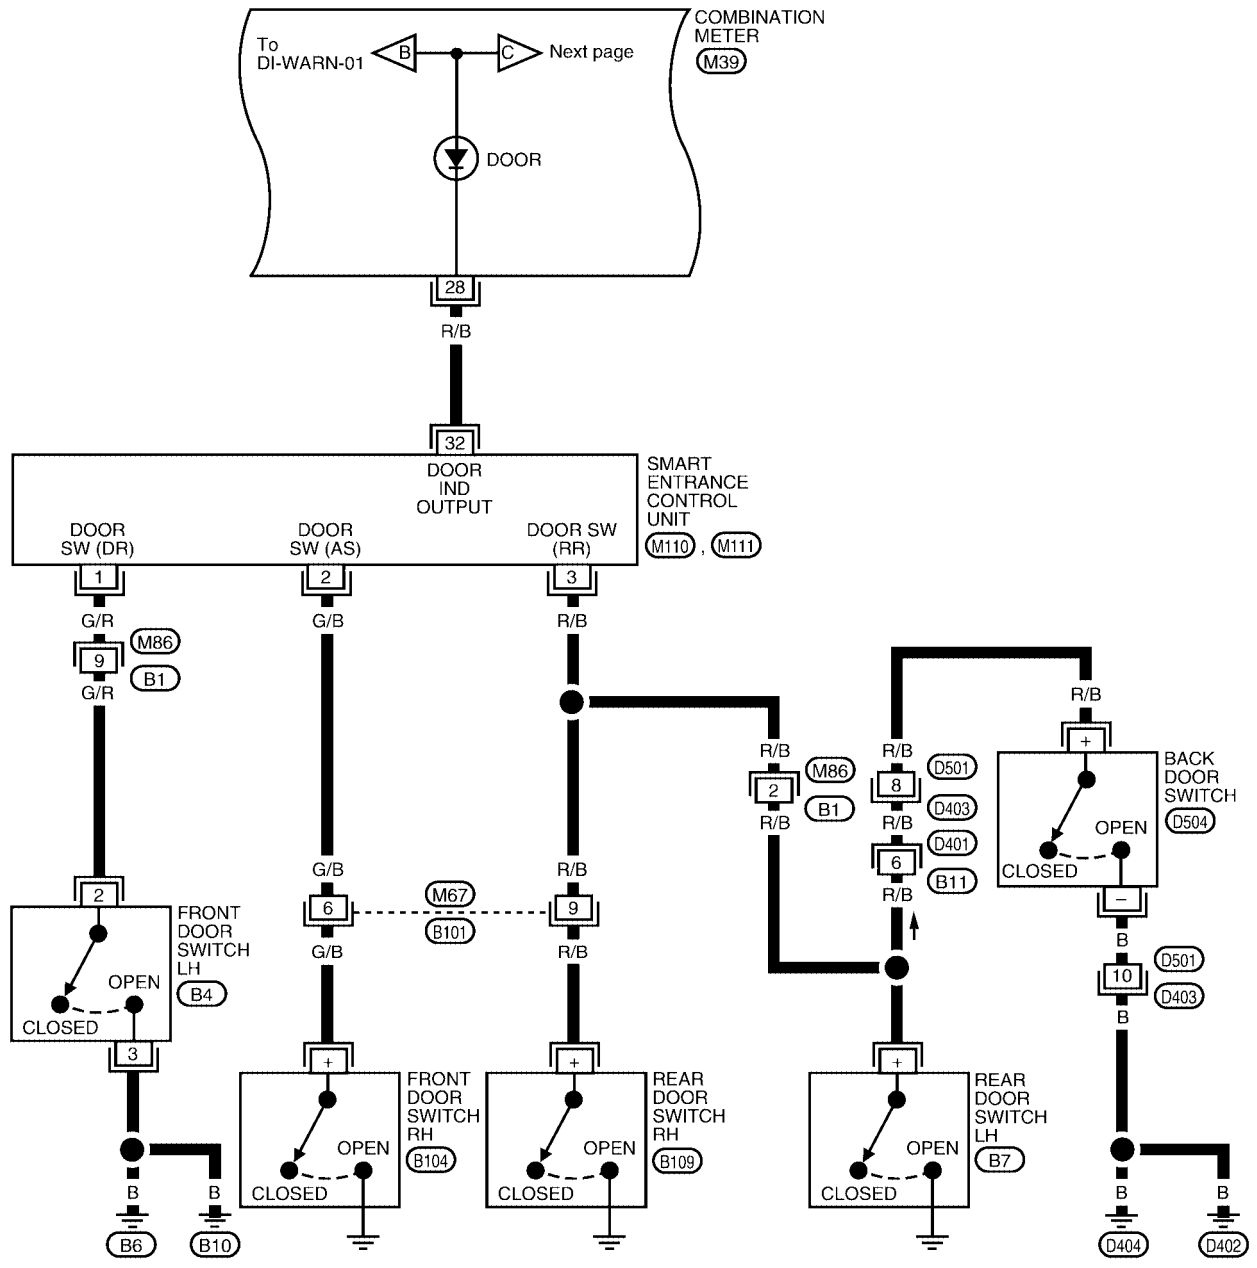 COMBINATION
METER
M39
To
DI-WARN-01
B
C
Next page
DOOR
28
R/B
32
DOOR
IND
OUTPUT
SMART
ENTRANCE
CONTROL
UNIT
M110 , M111
DOOR
SW (DR)
DOOR
SW (AS)
DOOR SW
(RR)
1
2
3
G/R
G/B
R/B
9
M86
B1
G/R
R/B
R/B
R/B
+
2
M86
B1
8
D501
D403
R/B
R/B
D401
6
B11
R/B
BACK
DOOR
SWITCH
D504
OPEN
CLOSED
–
G/B
R/B
6
M67
B101
9
G/B
R/B
2
FRONT
DOOR
SWITCH
LH
B4
OPEN
CLOSED
3
B
10
D501
D403
B
+
+
+
FRONT
DOOR
SWITCH
RH
B104
OPEN
CLOSED
REAR
DOOR
SWITCH
RH
B109
OPEN
CLOSED
REAR
DOOR
SWITCH
LH
B7
OPEN
CLOSED
B
B
B
B
B6
B10
D404
D402